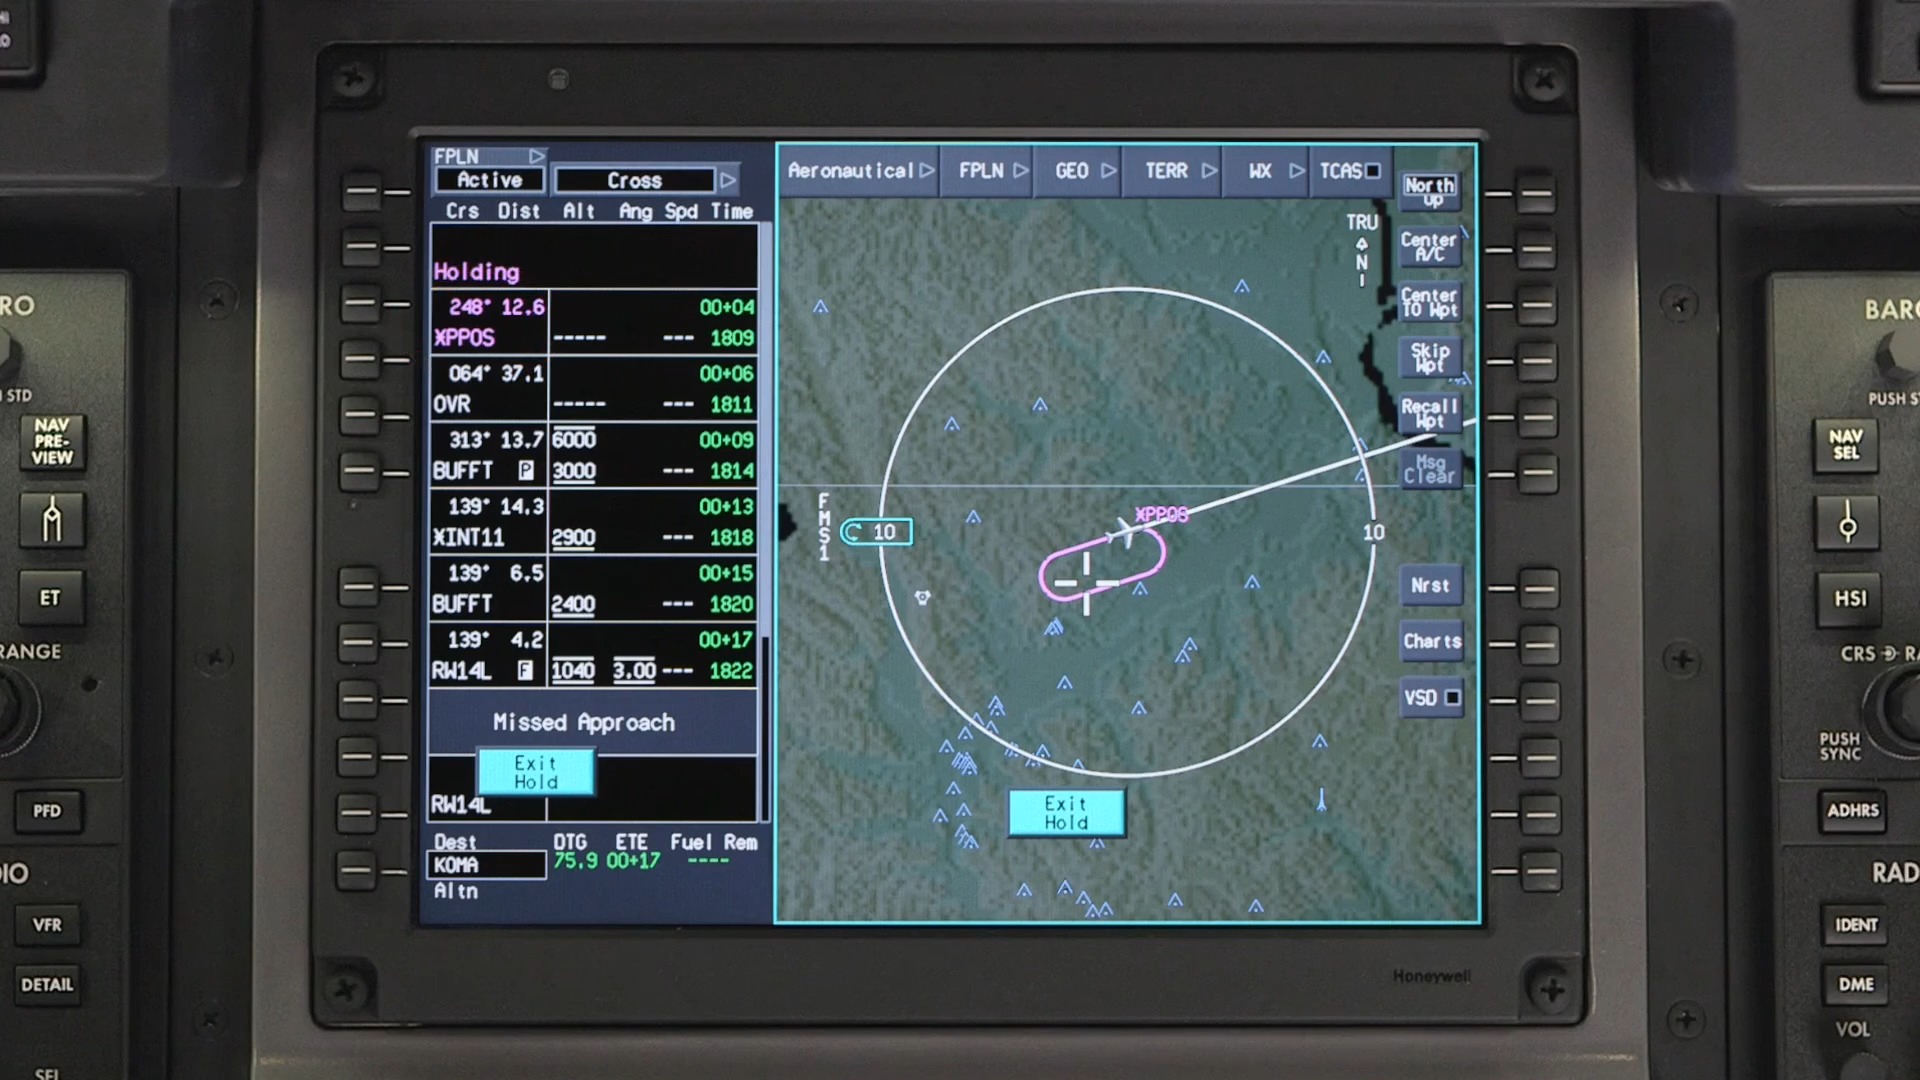 FPLN
Active
Cross
Crs Dist Alt Ang Spd Time
Holding
248° 12.6 00+04
*PPOS ----- --- 1809
064° 37.1 00+06
OVR ----- --- 1811
313° 13.7 6000 00+09
BUFFT P 3000 --- 1814
139° 14.3 00+13
*INT11 2900 --- 1818
139° 6.5 00+15
BUFFT 2400 --- 1820
139° 4.2 00+17
RW14L F 1040 3.00 --- 1822
Missed Approach
Exit
Hold
RW14L
Dest DTG ETE Fuel Rem
KOMA 75.9 00+17 ----
Altn
Aeronautical FPLN GEO TERR WX TCAS
North
Up
TRU
N
Center
A/C
Center
TO Wpt
Skip
Wpt
Recall
Wpt
Msg
Clear
FMS1
10
*PPOS
10
Nrst
Charts
VSD
Exit
Hold
Honeywell
RO
STD
NAV
PRE-
VIEW
ET
RANGE
PFD
IO
VFR
DETAIL
SEL
BARO
PUSH ST
NAV
SEL
HSI
CRS RA
PUSH
SYNC
ADHRS
RAD
IDENT
DME
VOL